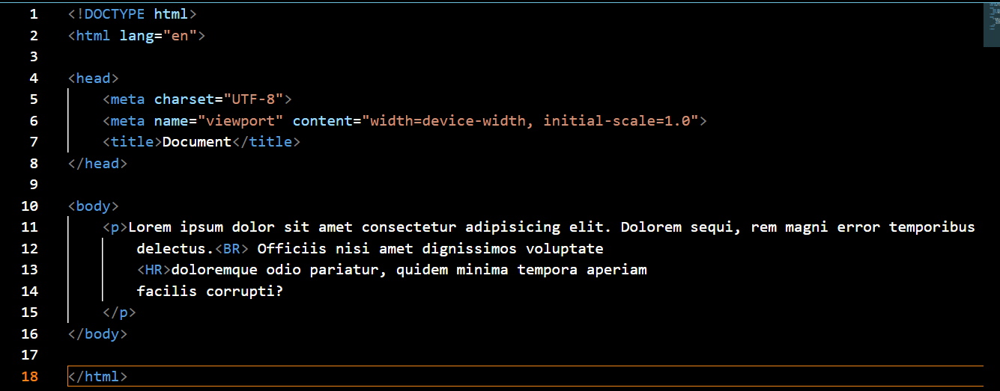 1 <!DOCTYPE html>
2 <html lang="en">
3
4 <head>
5     <meta charset="UTF-8">
6     <meta name="viewport" content="width=device-width, initial-scale=1.0">
7     <title>Document</title>
8 </head>
9
10 <body>
11     <p>Lorem ipsum dolor sit amet consectetur adipisicing elit. Dolorem sequi, rem magni error temporibus
12         delectus.<BR> Officiis nisi amet dignissimos voluptate
13         <HR>doloremque odio pariatur, quidem minima tempora aperiam
14         facilis corrupti?
15     </p>
16 </body>
17
18 </html>